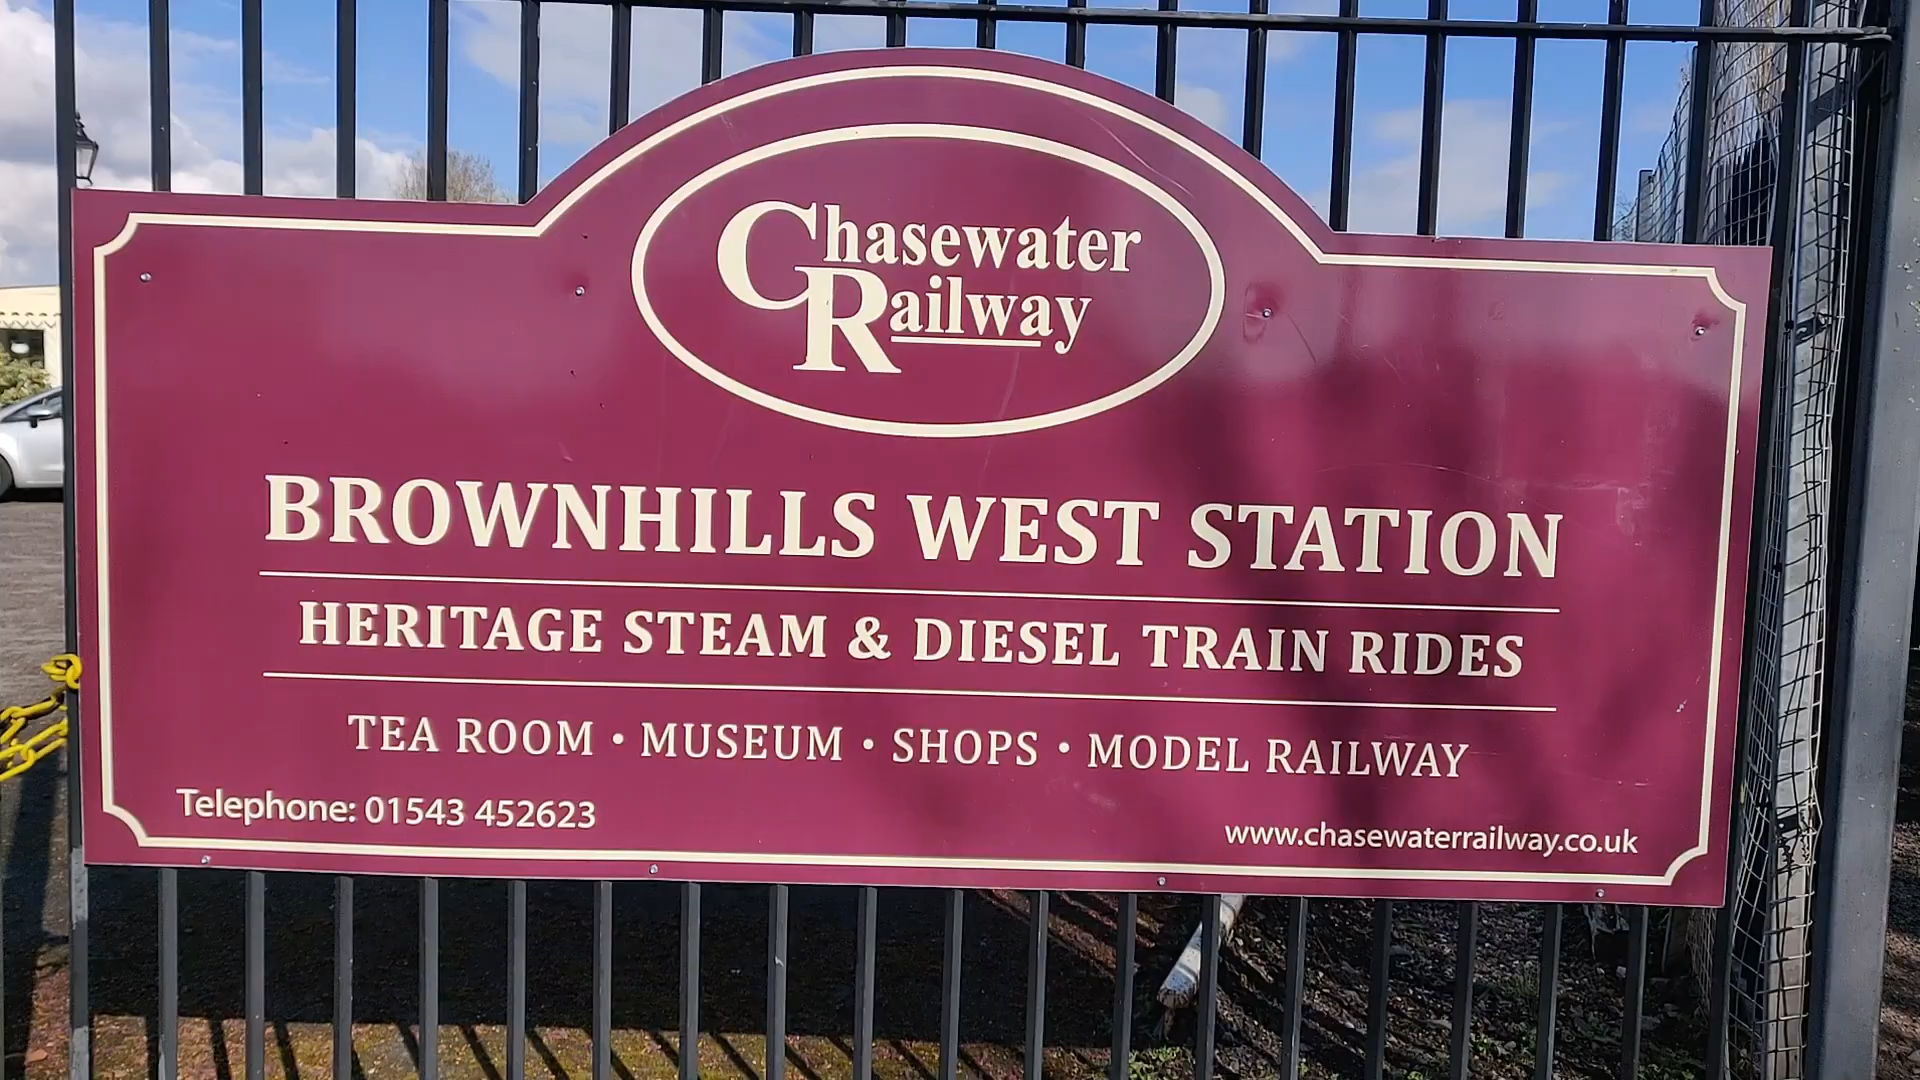 Chasewater
Railway
BROWNHILLS WEST STATION
HERITAGE STEAM & DIESEL TRAIN RIDES
TEA ROOM • MUSEUM • SHOPS • MODEL RAILWAY
Telephone: 01543 452623
www.chasewaterrailway.co.uk